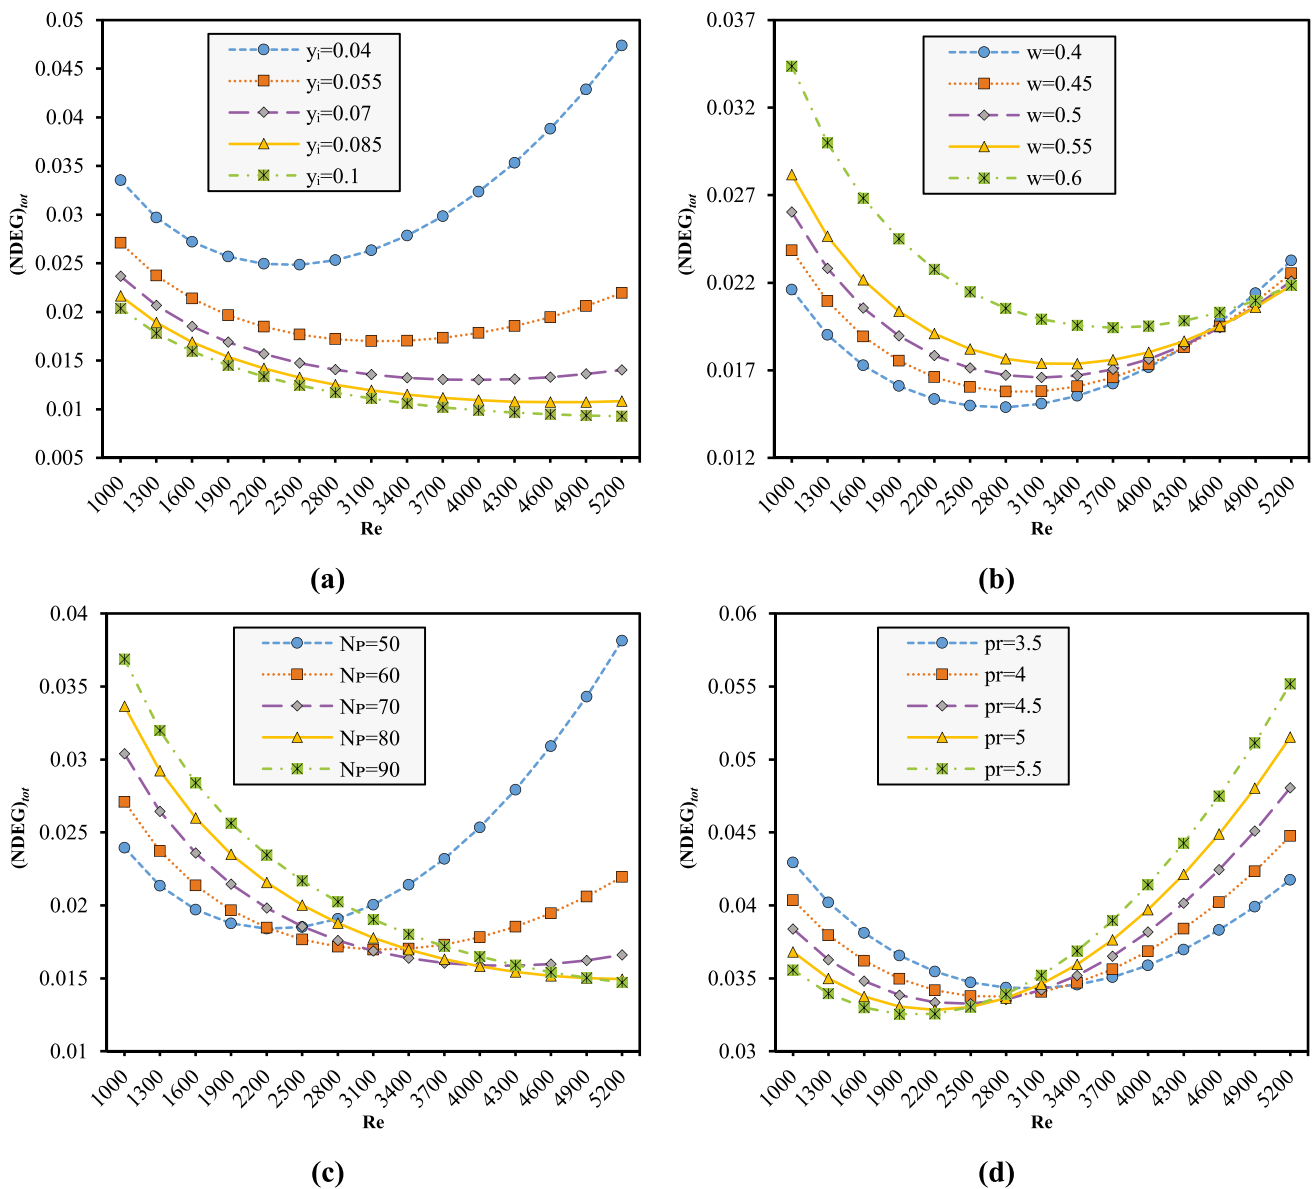 0.05
0.045
0.04
0.035
0.03
0.025
0.02
0.015
0.01
0.005
(NDEG)tot
yi=0.04
yi=0.055
yi=0.07
yi=0.085
yi=0.1
1000 1300 1600 1900 2200 2500 2800 3100 3400 3700 4000 4300 4600 4900 5200
Re
(a)
0.037
0.032
0.027
0.022
0.017
0.012
(NDEG)tot
w=0.4
w=0.45
w=0.5
w=0.55
w=0.6
1000 1300 1600 1900 2200 2500 2800 3100 3400 3700 4000 4300 4600 4900 5200
Re
(b)
0.04
0.035
0.03
0.025
0.02
0.015
0.01
(NDEG)tot
NP=50
NP=60
NP=70
NP=80
NP=90
1000 1300 1600 1900 2200 2500 2800 3100 3400 3700 4000 4300 4600 4900 5200
Re
(c)
0.06
0.055
0.05
0.045
0.04
0.035
0.03
(NDEG)tot
pr=3.5
pr=4
pr=4.5
pr=5
pr=5.5
1000 1300 1600 1900 2200 2500 2800 3100 3400 3700 4000 4300 4600 4900 5200
Re
(d)